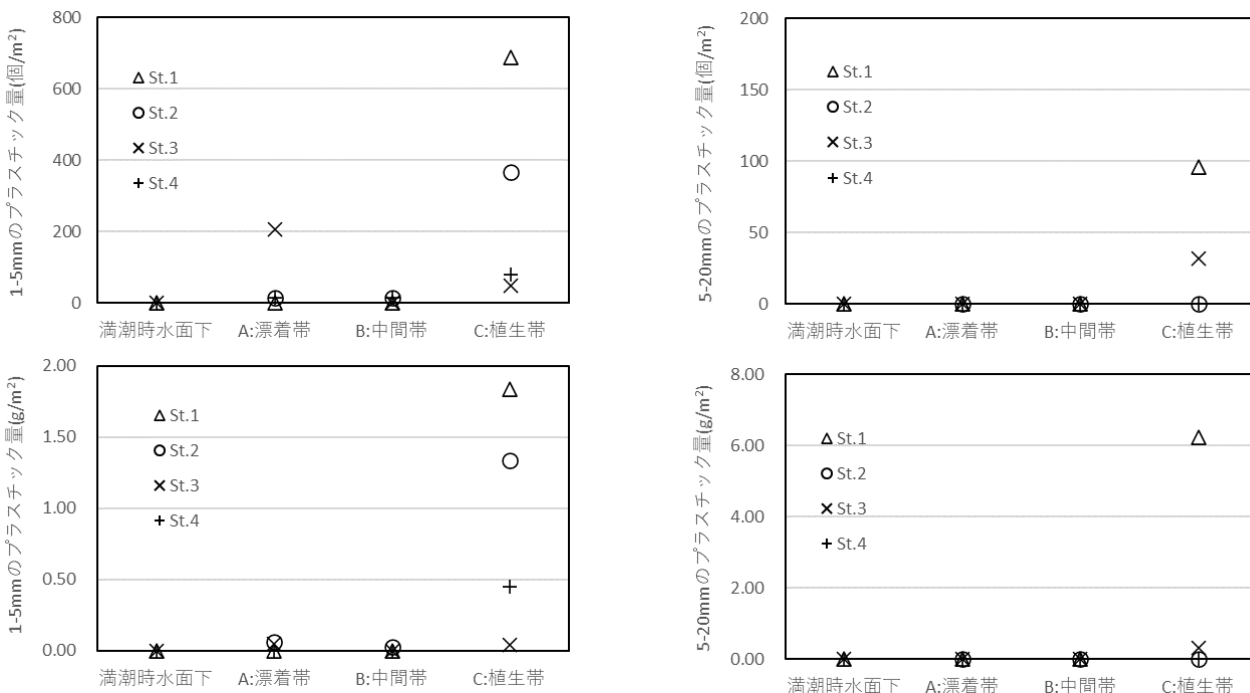 1-5mmのプラスチック量(個/m²)
800
600
400
200
0
St.1
St.2
St.3
St.4
満潮時水面下
A:漂着帯
B:中間帯
C:植生帯
5-20mmのプラスチック量(個/m²)
200
150
100
50
0
St.1
St.2
St.3
St.4
満潮時水面下
A:漂着帯
B:中間帯
C:植生帯
1-5mmのプラスチック量(g/m²)
2.00
1.50
1.00
0.50
0.00
St.1
St.2
St.3
St.4
満潮時水面下
A:漂着帯
B:中間帯
C:植生帯
5-20mmのプラスチック量(g/m²)
8.00
6.00
4.00
2.00
0.00
St.1
St.2
St.3
St.4
満潮時水面下
A:漂着帯
B:中間帯
C:植生帯